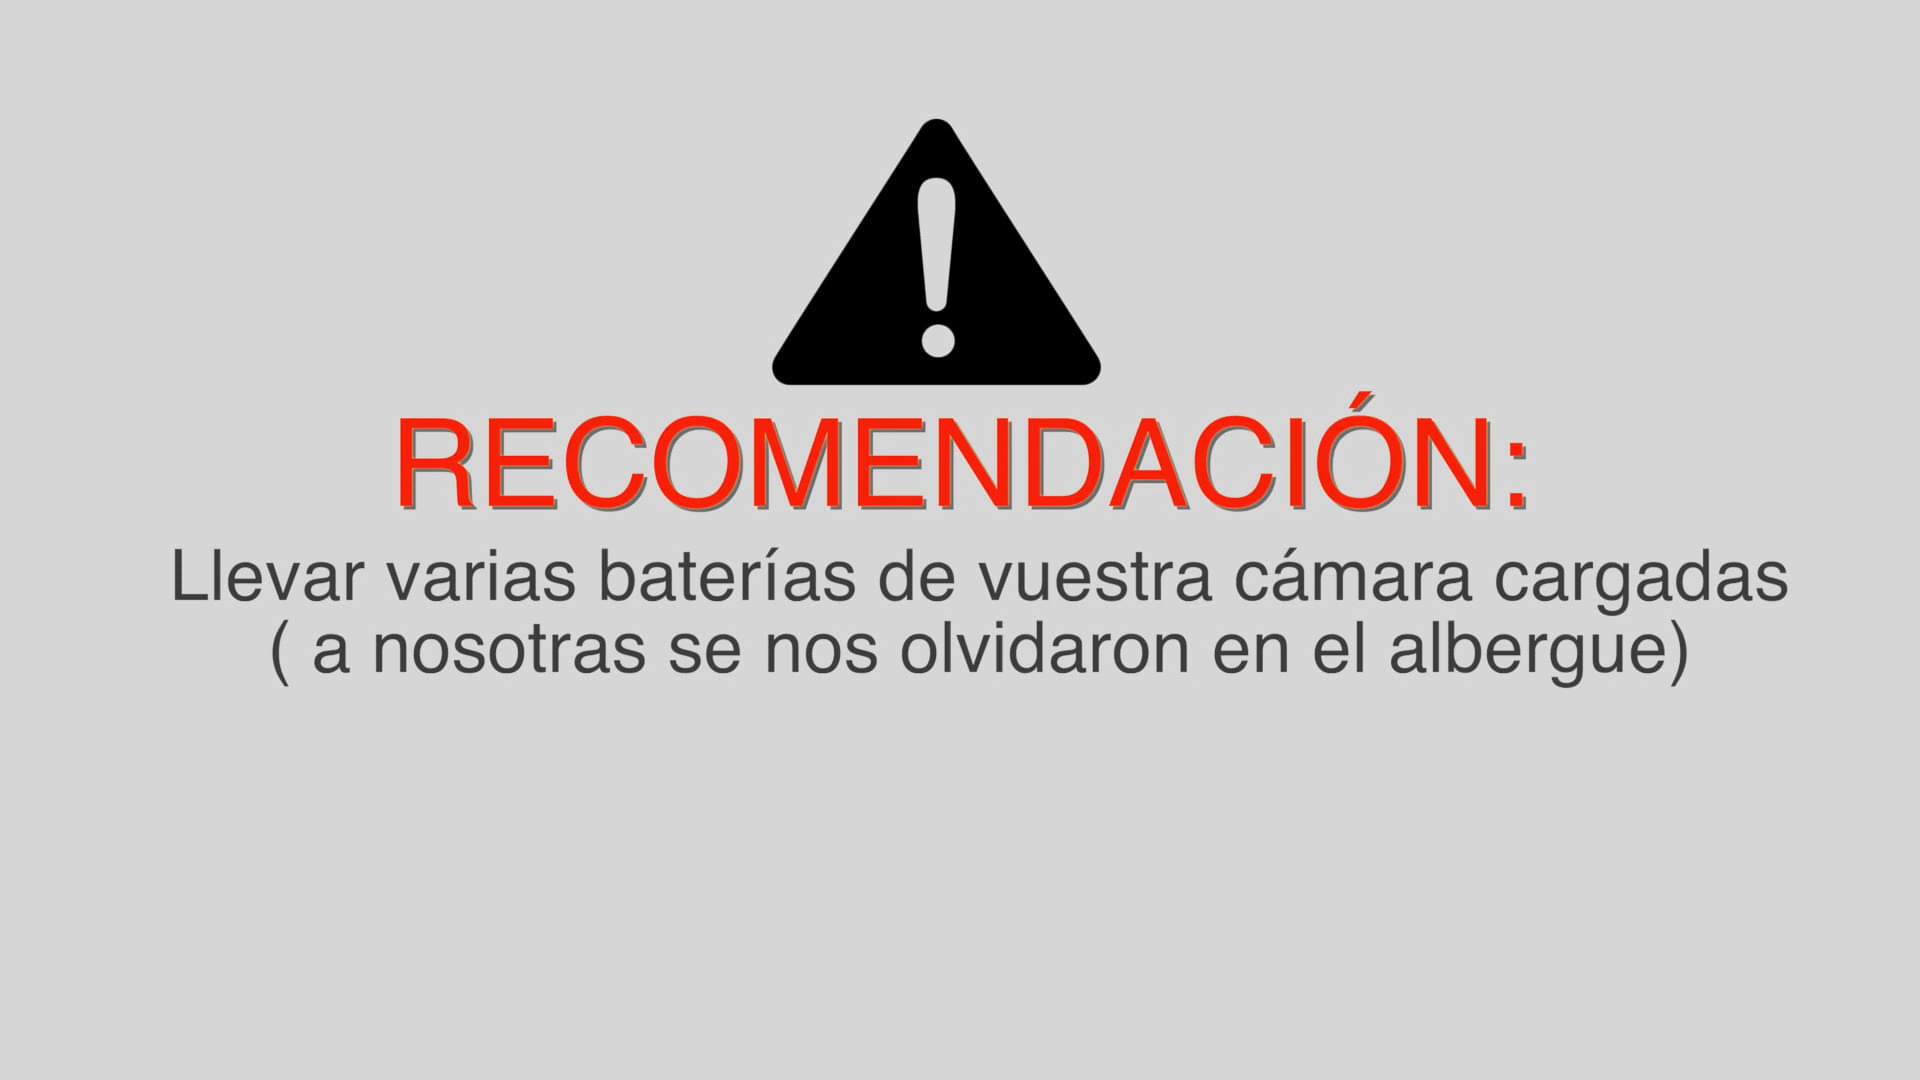 RECOMENDACIÓN:
Llevar varias baterías de vuestra cámara cargadas
( a nosotras se nos olvidaron en el albergue)